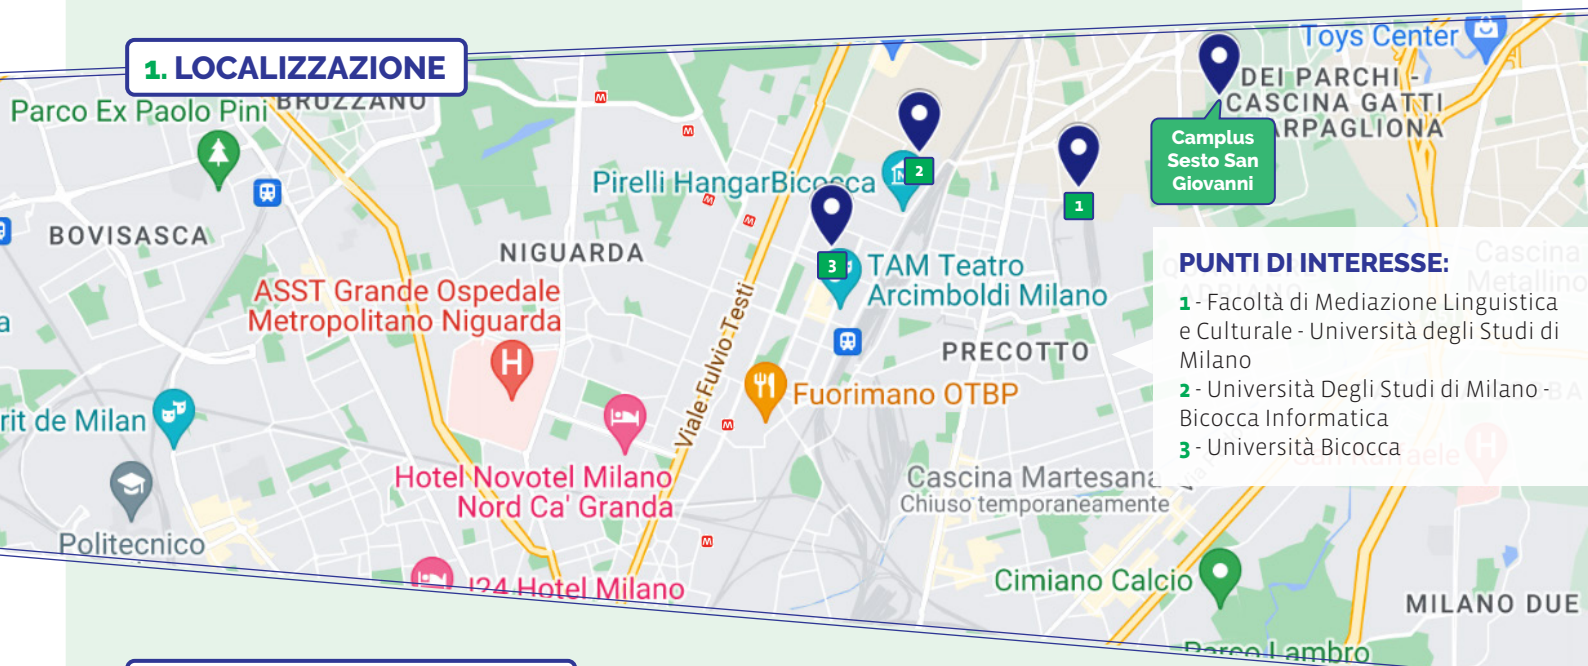 1. LOCALIZZAZIONE
Toys Center
Parco Ex Paolo Pini
BRUZZANO
DEI PARCHI -
CASCINA GATTI
ARPAGLIONA
Camplus
Sesto San
Giovanni
Pirelli HangarBicocca
2
1
BOVISASCA
NIGUARDA
3
TAM Teatro
Arcimboldi Milano
ASST Grande Ospedale
Metropolitano Niguarda
H
Viale Fulvio Testi
PRECOTTO
Fuorimano OTBP
rit de Milan
Hotel Novotel Milano
Nord Ca' Granda
Cascina Martesana
Chiuso temporaneamente
Politecnico
Cimiano Calcio
MILANO DUE
Parco Lambro
PUNTI DI INTERESSE:
1 - Facoltà di Mediazione Linguistica
e Culturale - Università degli Studi di
Milano
2 - Università Degli Studi di Milano -
Bicocca Informatica
3 - Università Bicocca
Cascina
Metallino
Hotel Milano